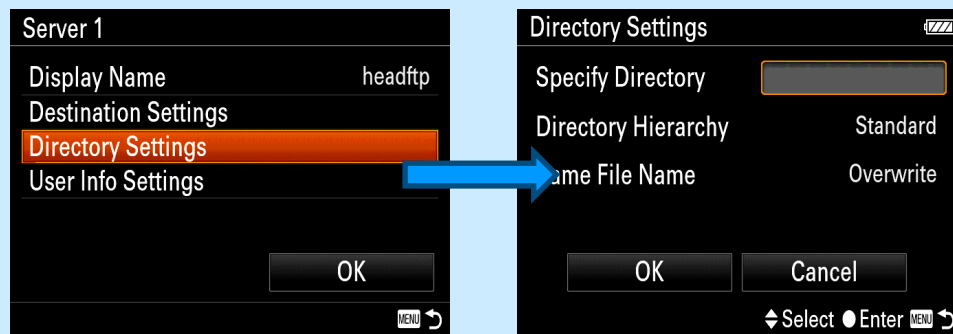 Server 1
Display Name headftp
Destination Settings
Directory Settings
User Info Settings
OK
MENU
Directory Settings
Specify Directory
Directory Hierarchy Standard
ame File Name Overwrite
OK Cancel
Select Enter MENU